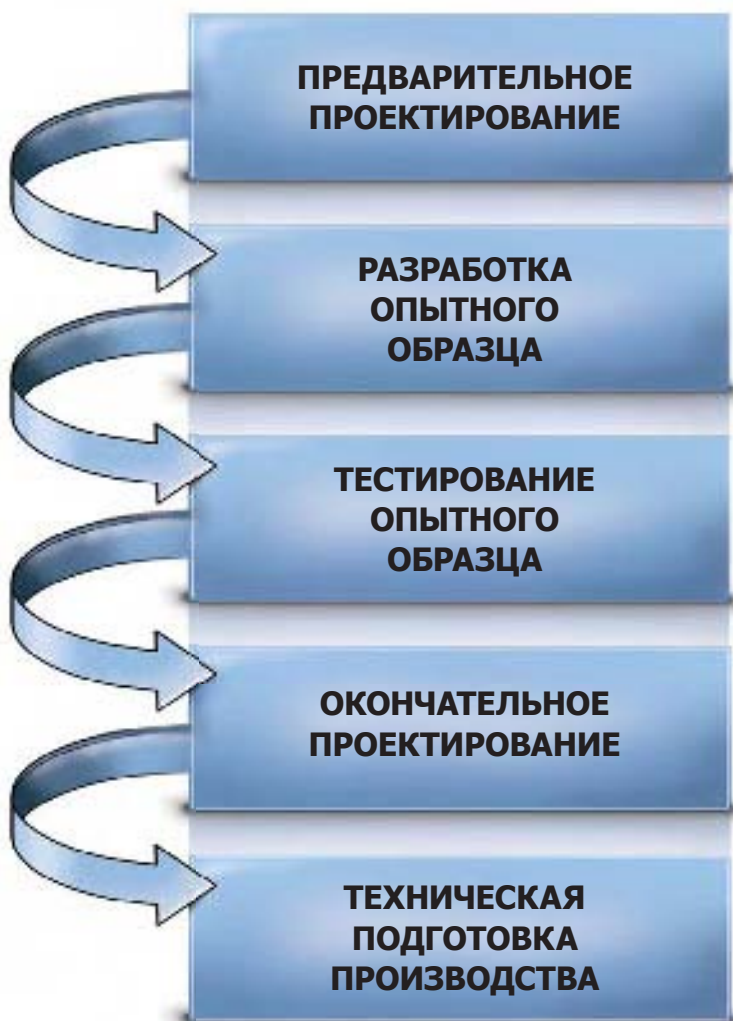 ПРЕДВАРИТЕЛЬНОЕ
ПРОЕКТИРОВАНИЕ
РАЗРАБОТКА
ОПЫТНОГО
ОБРАЗЦА
ТЕСТИРОВАНИЕ
ОПЫТНОГО
ОБРАЗЦА
ОКОНЧАТЕЛЬНОЕ
ПРОЕКТИРОВАНИЕ
ТЕХНИЧЕСКАЯ
ПОДГОТОВКА
ПРОИЗВОДСТВА